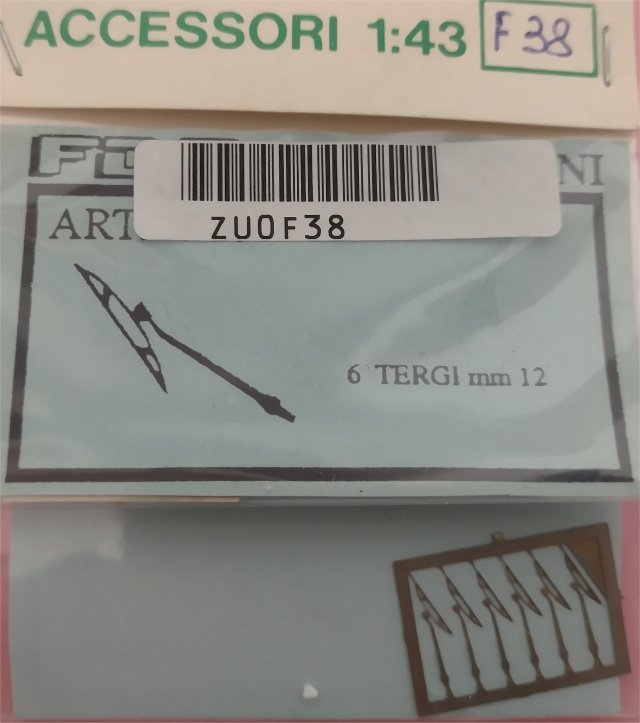 ACCESSORI 1:43 F 38
NI
ART.
ZU0F38
6 TERGI mm 12